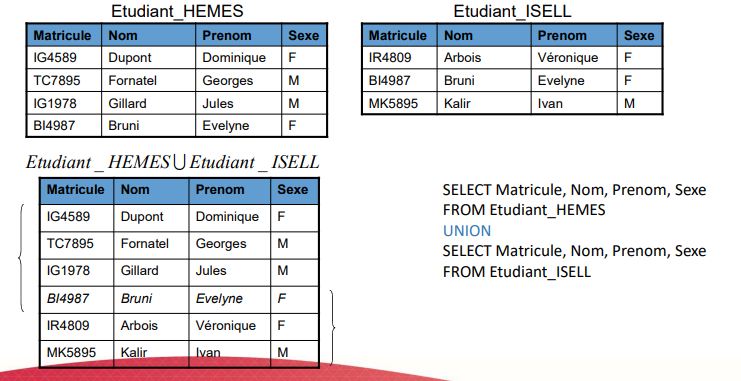 Etudiant_HEMES
Matricule Nom Prenom Sexe
IG4589 Dupont Dominique F
TC7895 Fornatel Georges M
IG1978 Gillard Jules M
BI4987 Bruni Evelyne F
Etudiant_ISELL
Matricule Nom Prenom Sexe
IR4809 Arbois Véronique F
BI4987 Bruni Evelyne F
MK5895 Kalir Ivan M
Etudiant _ HEMES ⋃ Etudiant _ ISELL
Matricule Nom Prenom Sexe
IG4589 Dupont Dominique F
TC7895 Fornatel Georges M
IG1978 Gillard Jules M
BI4987 Bruni Evelyne F
IR4809 Arbois Véronique F
MK5895 Kalir Ivan M
SELECT Matricule, Nom, Prenom, Sexe
FROM Etudiant_HEMES
UNION
SELECT Matricule, Nom, Prenom, Sexe
FROM Etudiant_ISELL